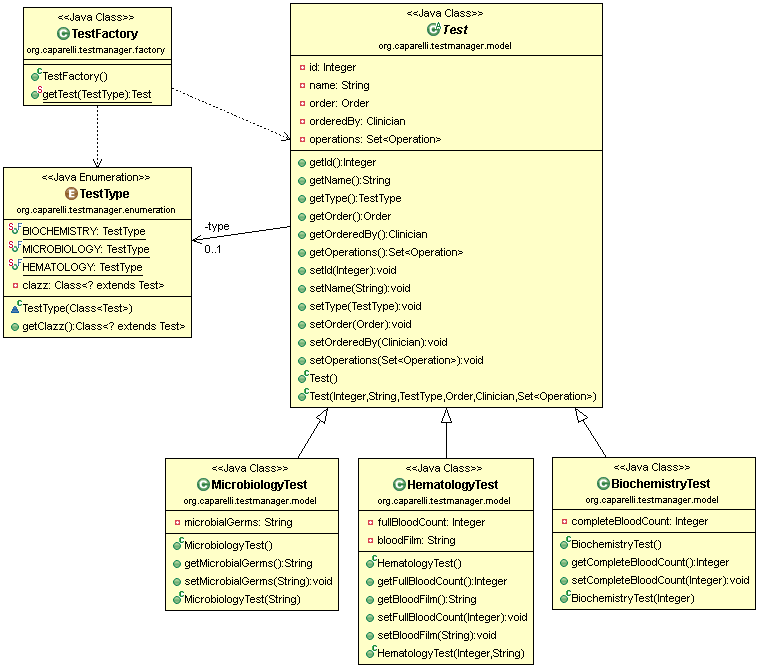 <<Java Class>>
TestFactory
org.caparelli.testmanager.factory
TestFactory()
getTest(TestType):Test
<<Java Class>>
Test
org.caparelli.testmanager.model
id: Integer
name: String
order: Order
orderedBy: Clinician
operations: Set<Operation>
getId():Integer
getName():String
getType():TestType
getOrder():Order
getOrderedBy():Clinician
getOperations():Set<Operation>
setId(Integer):void
setName(String):void
setType(TestType):void
setOrder(Order):void
setOrderedBy(Clinician):void
setOperations(Set<Operation>):void
Test()
Test(Integer,String,TestType,Order,Clinician,Set<Operation>)
<<Java Enumeration>>
TestType
org.caparelli.testmanager.enumeration
BIOCHEMISTRY: TestType
MICROBIOLOGY: TestType
HEMATOLOGY: TestType
clazz: Class<? extends Test>
TestType(Class<Test>)
getClazz():Class<? extends Test>
-type
0..1
<<Java Class>>
MicrobiologyTest
org.caparelli.testmanager.model
microbialGerms: String
MicrobiologyTest()
getMicrobialGerms():String
setMicrobialGerms(String):void
MicrobiologyTest(String)
<<Java Class>>
HematologyTest
org.caparelli.testmanager.model
fullBloodCount: Integer
bloodFilm: String
HematologyTest()
getFullBloodCount():Integer
getBloodFilm():String
setFullBloodCount(Integer):void
setBloodFilm(String):void
HematologyTest(Integer,String)
<<Java Class>>
BiochemistryTest
org.caparelli.testmanager.model
completeBloodCount: Integer
BiochemistryTest()
getCompleteBloodCount():Integer
setCompleteBloodCount(Integer):void
BiochemistryTest(Integer)